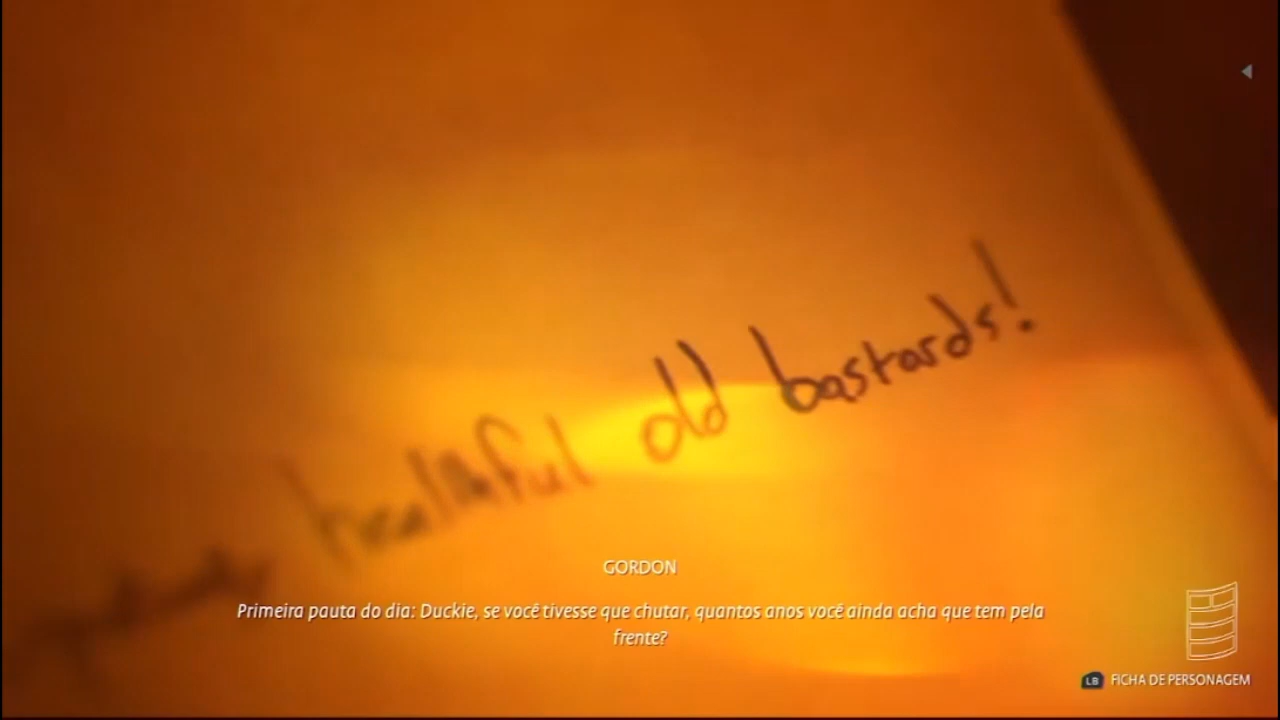 healthful old bastards!
GORDON
Primeira pauta do dia: Duckie, se você tivesse que chutar, quantos anos você ainda acha que tem pela
frente?
LB FICHA DE PERSONAGEM